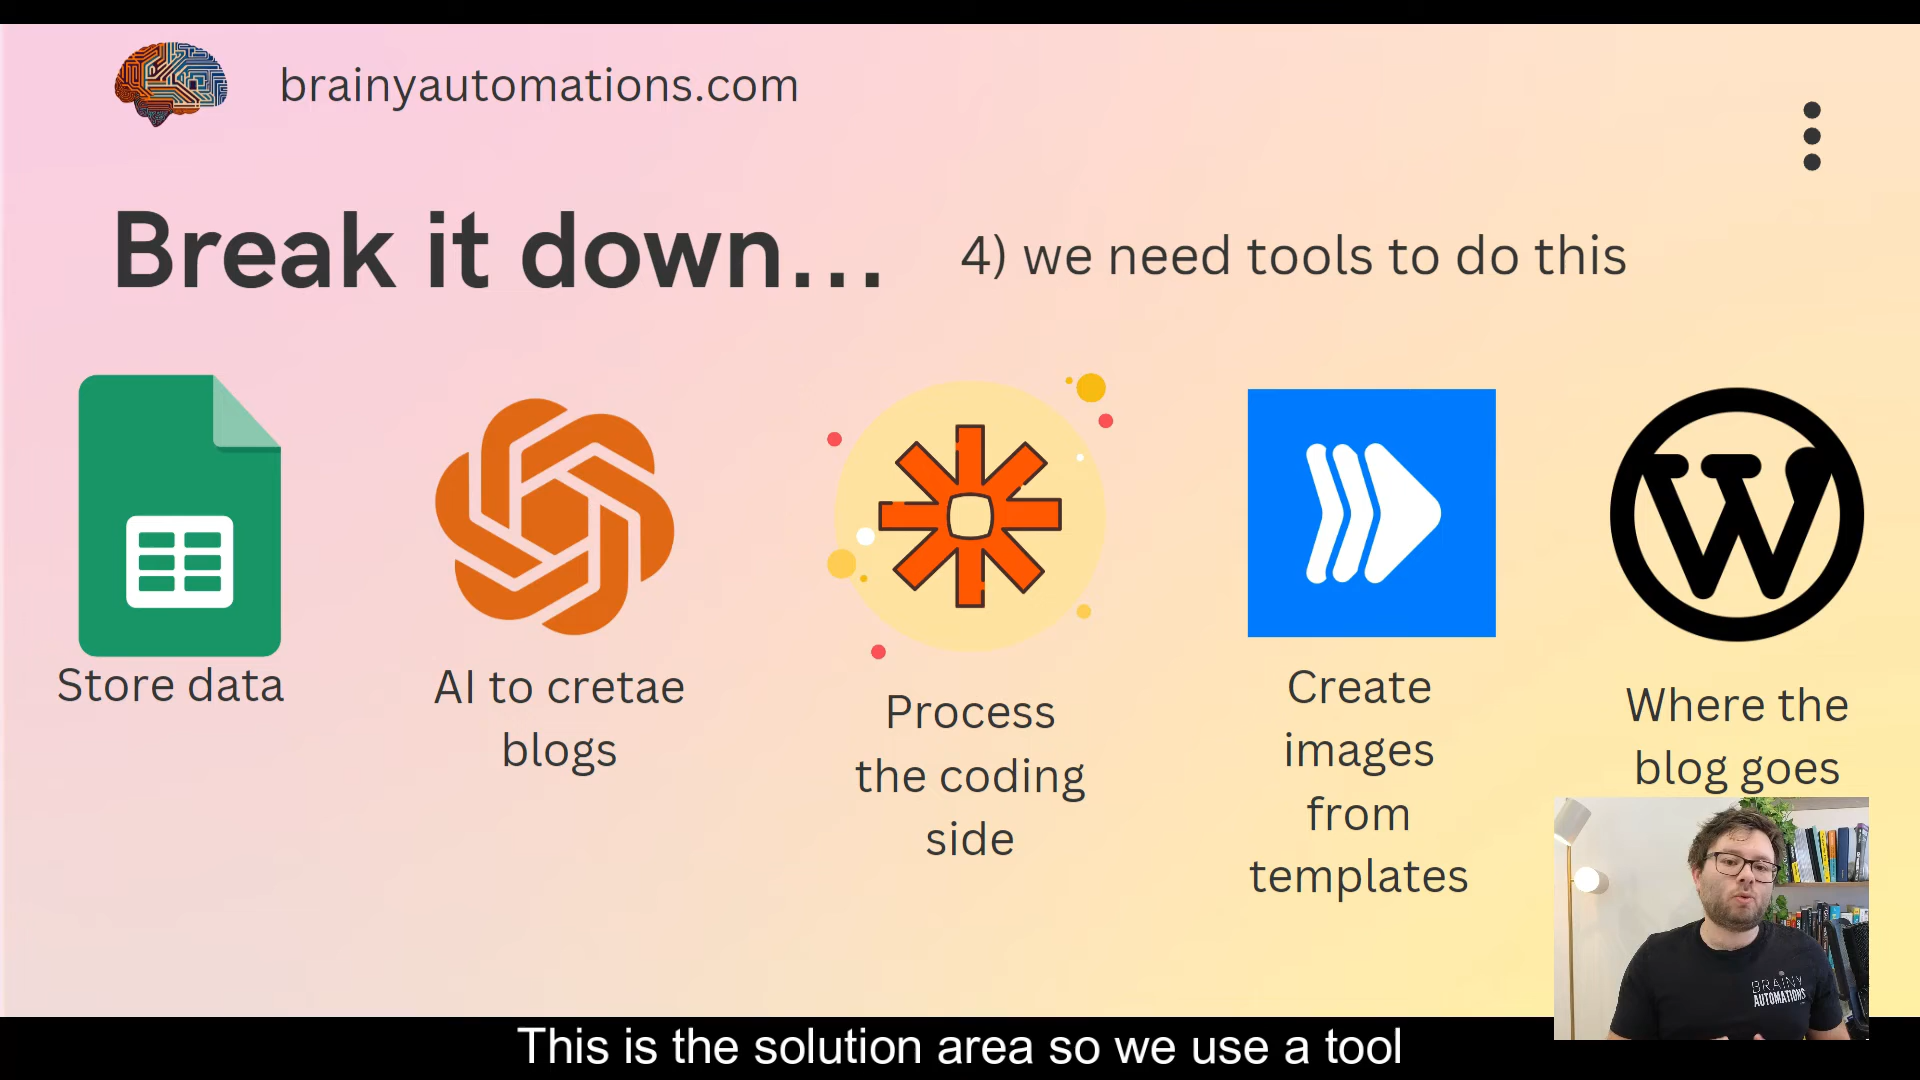 brainyautomations.com
Break it down...
4) we need tools to do this
Store data
AI to cretae
blogs
Process
the coding
side
Create
images
from
templates
Where the
blog goes
BRAINY
AUTOMATIONS
This is the solution area so we use a tool